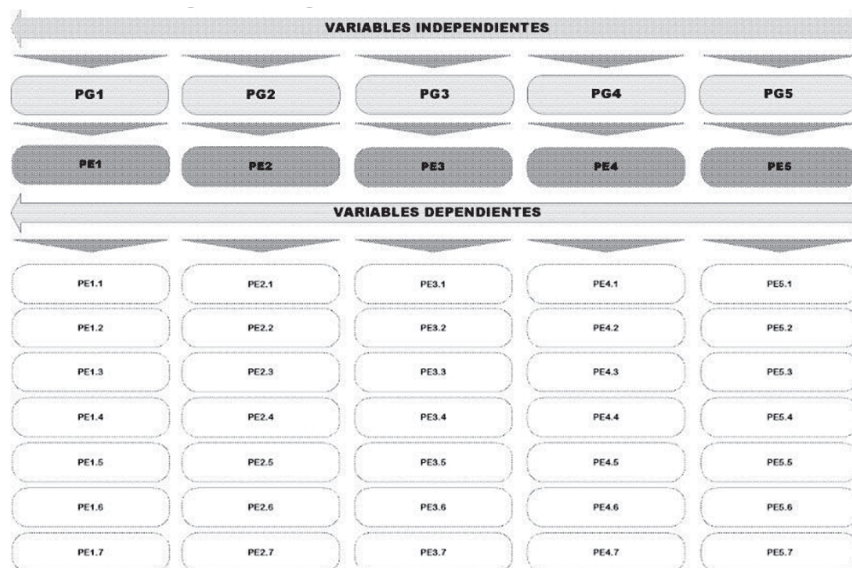 VARIABLES INDEPENDIENTES
PG1 PG2 PG3 PG4 PG5
PE1 PE2 PE3 PE4 PE5
VARIABLES DEPENDIENTES
PE1.1 PE2.1 PE3.1 PE4.1 PE5.1
PE1.2 PE2.2 PE3.2 PE4.2 PE5.2
PE1.3 PE2.3 PE3.3 PE4.3 PE5.3
PE1.4 PE2.4 PE3.4 PE4.4 PE5.4
PE1.5 PE2.5 PE3.5 PE4.5 PE5.5
PE1.6 PE2.6 PE3.6 PE4.6 PE5.6
PE1.7 PE2.7 PE3.7 PE4.7 PE5.7